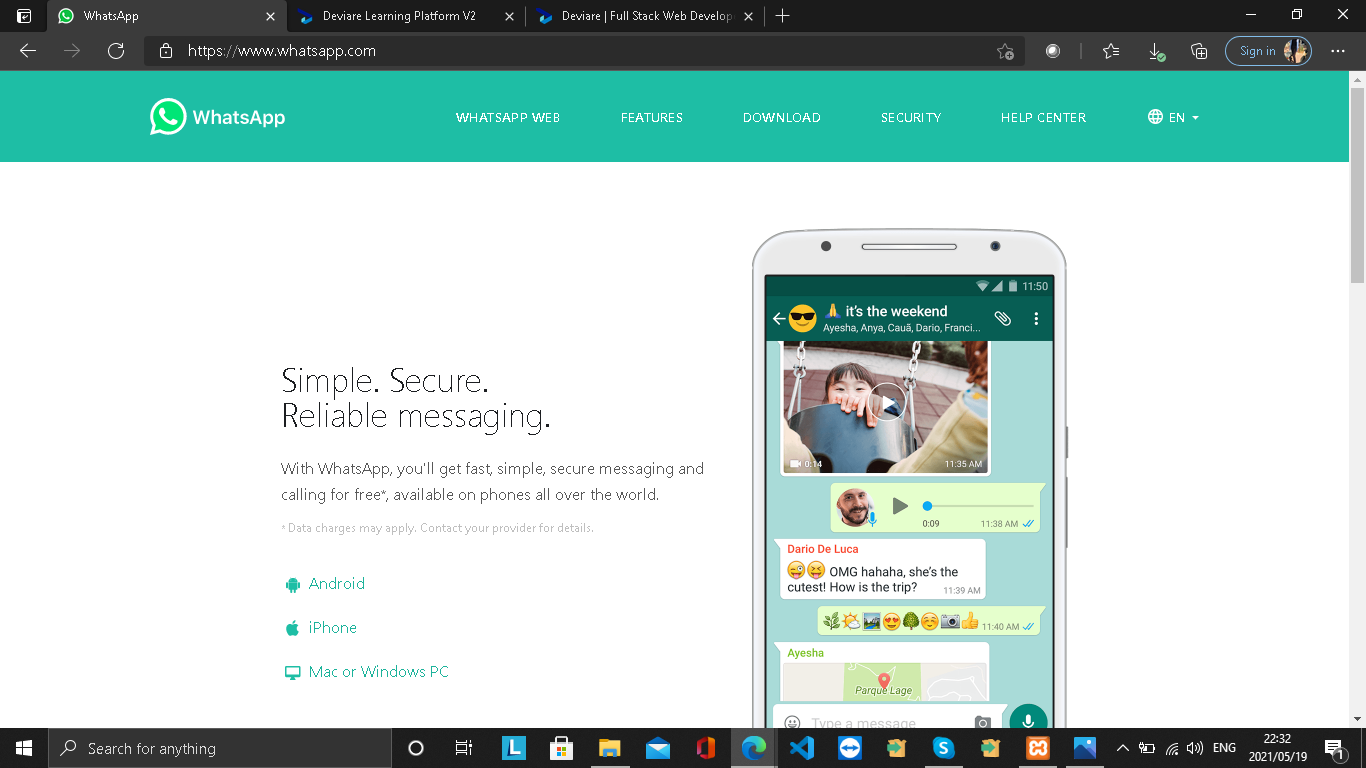 WhatsApp
Deviare Learning Platform V2
Deviare | Full Stack Web Develop
https://www.whatsapp.com
Sign in
WhatsApp
WHATSAPP WEB
FEATURES
DOWNLOAD
SECURITY
HELP CENTER
EN
11:50
it's the weekend
Ayesha, Anya, Cauã, Dario, Franci...
0:14
11:35 AM
0:09
11:38 AM
Dario De Luca
OMG hahaha, she's the
cutest! How is the trip?
11:39 AM
11:40 AM
Ayesha
Parque Lage
Type a message
Simple. Secure.
Reliable messaging.
With WhatsApp, you'll get fast, simple, secure messaging and
calling for free*, available on phones all over the world.
* Data charges may apply. Contact your provider for details.
Android
iPhone
Mac or Windows PC
Search for anything
L
ENG
22:32
2021/05/19
1